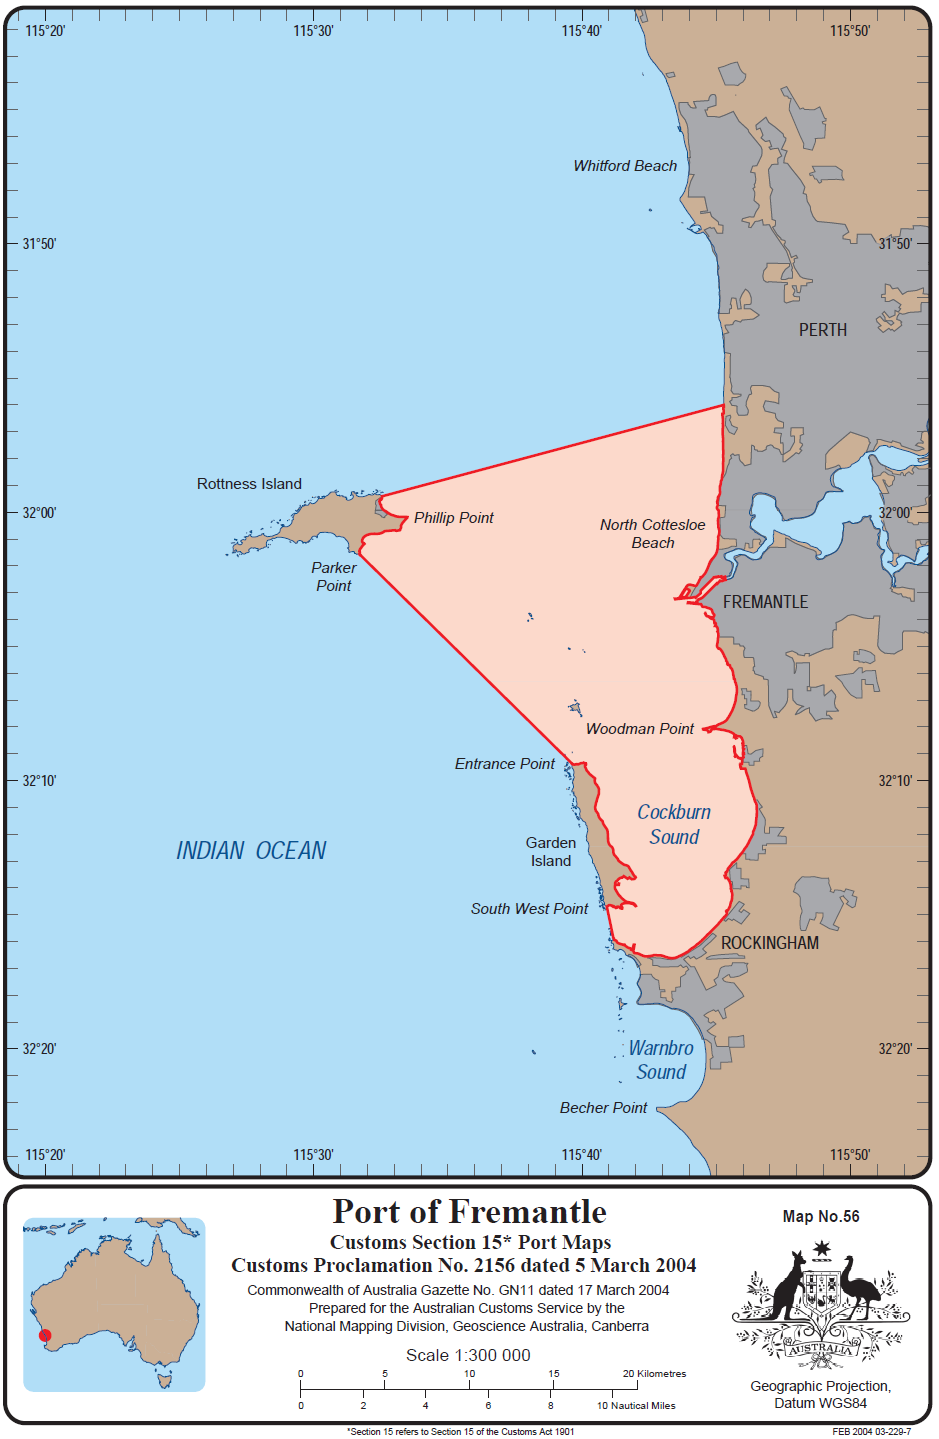 115°20'
115°30'
115°40'
115°50'
Whitford Beach
31°50'
31°50'
PERTH
Rottness Island
32°00'
Phillip Point
North Cottesloe
Beach
32°00'
Parker
Point
FREMANTLE
Woodman Point
Entrance Point
32°10'
32°10'
Cockburn
Sound
INDIAN OCEAN
Garden
Island
South West Point
ROCKINGHAM
32°20'
Warnbro
Sound
32°20'
Becher Point
115°20'
115°30'
115°40'
115°50'
Port of Fremantle
Customs Section 15* Port Maps
Customs Proclamation No. 2156 dated 5 March 2004
Commonwealth of Australia Gazette No. GN11 dated 17 March 2004
Prepared for the Australian Customs Service by the
National Mapping Division, Geoscience Australia, Canberra
Scale 1:300 000
0 5 10 15 20 Kilometres
0 2 4 6 8 10 Nautical Miles
Map No.56
AUSTRALIA
Geographic Projection,
Datum WGS84
*Section 15 refers to Section 15 of the Customs Act 1901
FEB 2004 03-229-7